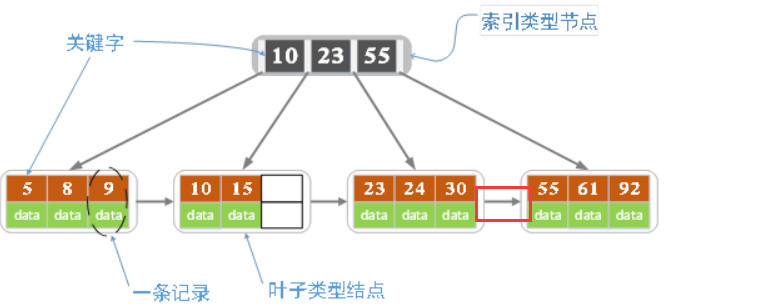 索引类型节点
关键字
10 23 55
5 8 9 10 15 23 24 30 55 61 92
data data data data data data data data data data data
一条记录
叶子类型结点